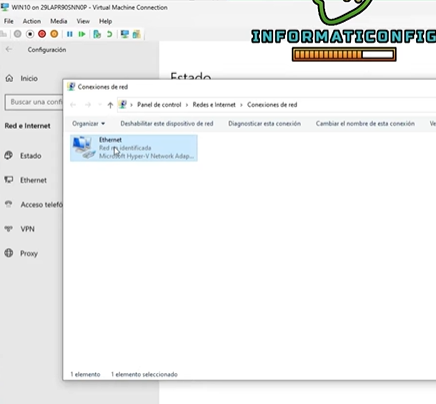 WIN10 on 29LAPR90SNN0P - Virtual Machine Connection
File Action Media View Help
INFORMATICONFIG
Configuración
Inicio
Estado
Buscar una confi
Red e Internet
Estado
Ethernet
Acceso telefó
VPN
Proxy
Conexiones de red
Panel de control › Redes e Internet › Conexiones de red
Organizar Deshabilitar este dispositivo de red Diagnosticar esta conexión Cambiar el nombre de esta conexión Ve
Ethernet
Red no identificada
Microsoft Hyper-V Network Adap...
1 elemento 1 elemento seleccionado